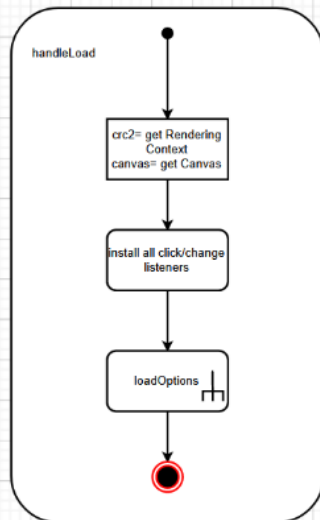 handleLoad
crc2= get Rendering
Context
canvas= get Canvas
install all click/change
listeners
loadOptions